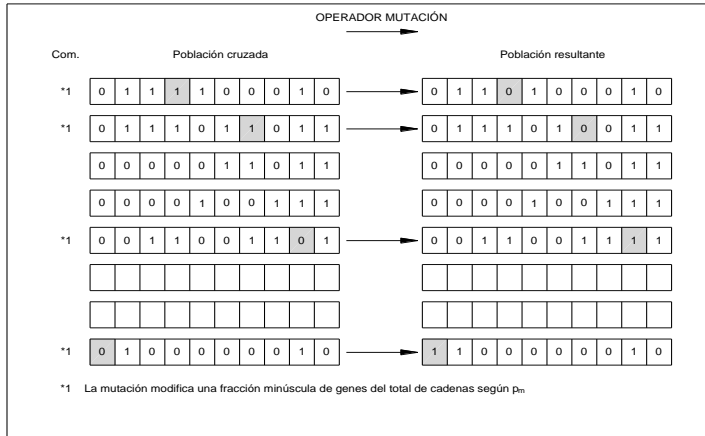 OPERADOR MUTACIÓN
Com. Población cruzada Población resultante
*1 0 1 1 1 1 0 0 0 1 0 0 1 1 0 1 0 0 0 1 0
*1 0 1 1 1 0 1 1 0 1 1 0 1 1 1 0 1 0 0 1 1
0 0 0 0 1 1 0 1 1 0 0 0 0 0 1 1 0 1 1
0 0 0 0 1 0 0 1 1 1 0 0 0 0 1 0 0 1 1 1
*1 0 0 1 1 0 0 1 1 0 1 0 0 1 1 0 0 1 1 1 1
*1 0 1 0 0 0 0 0 0 1 0 1 1 0 0 0 0 0 0 1 0
*1 La mutación modifica una fracción minúscula de genes del total de cadenas según pm